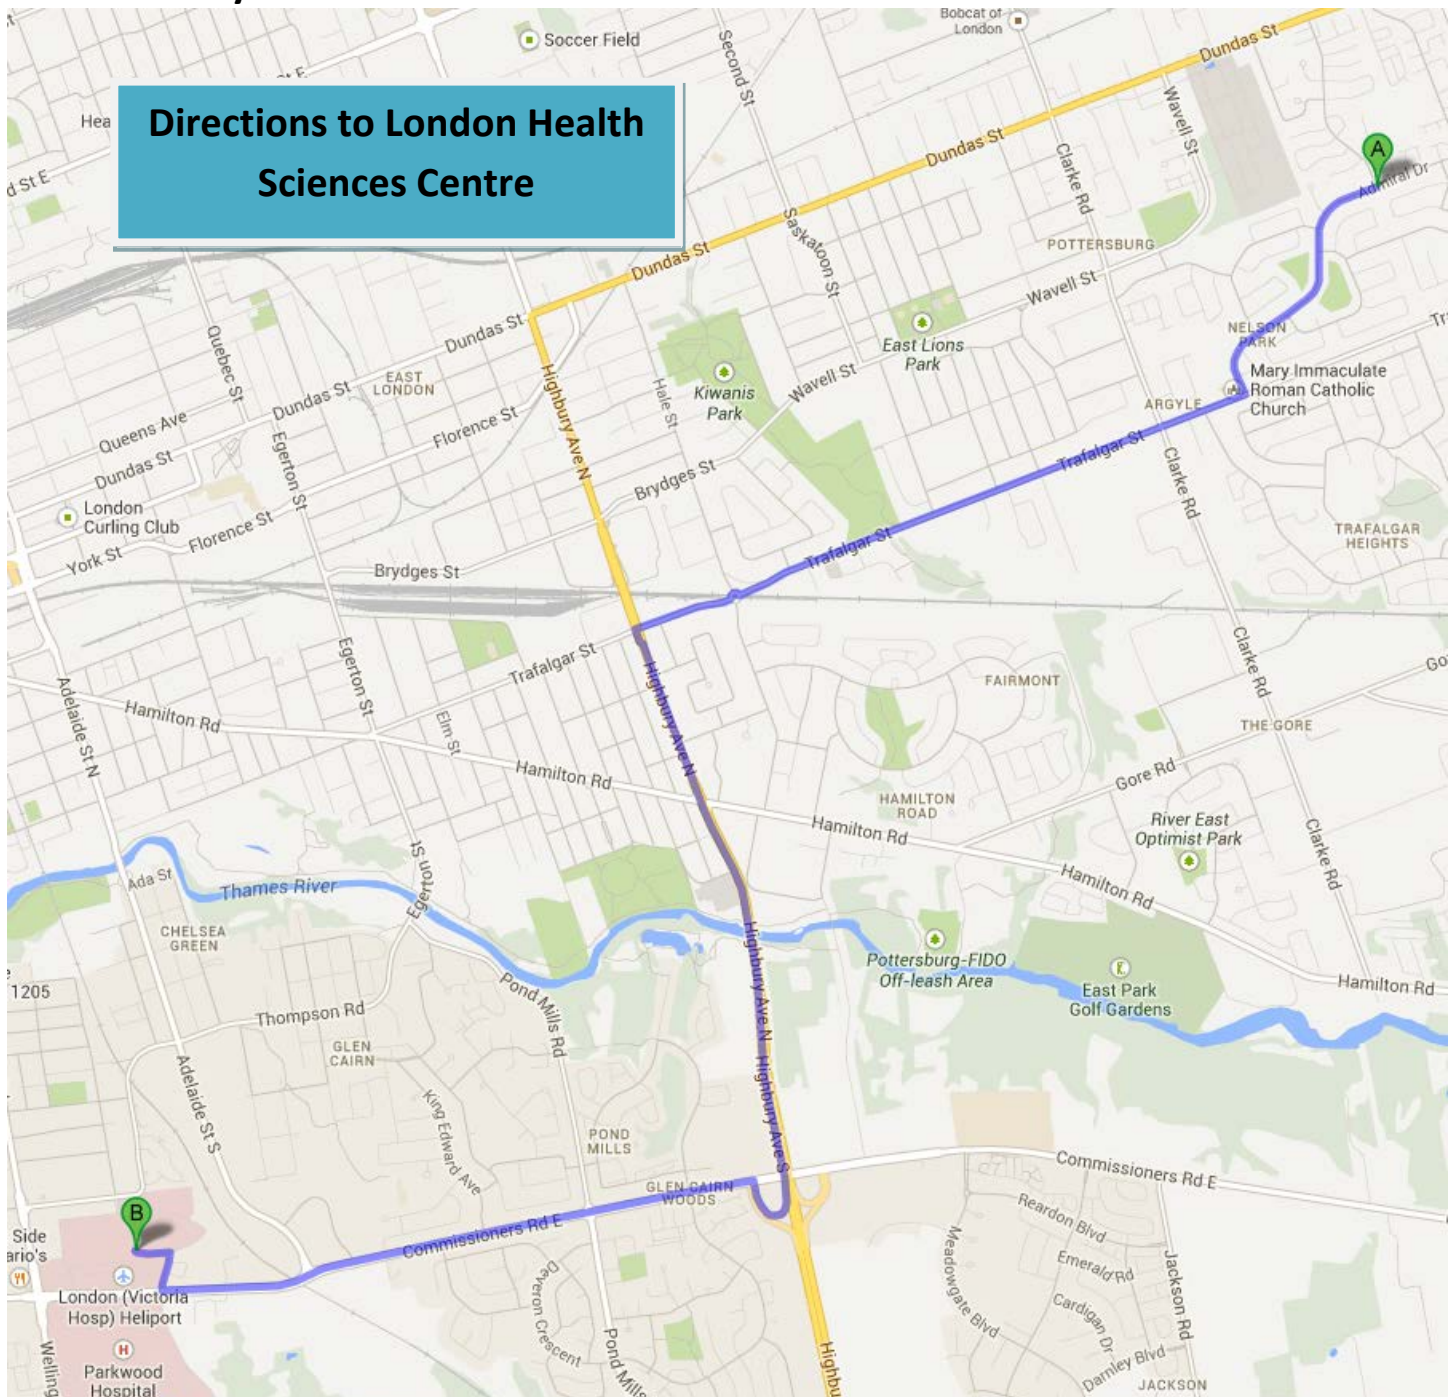 Soccer Field
Second St
Bobcat of
London
Dundas St
Directions to London Health
Sciences Centre
Hea
d St E
St E
Dundas St
Clarke Rd
Wavell St
A
Admiral Dr
Saskatoon St
POTTERSBURG
Dundas St
Wavell St
Dundas St
Quebec St
East Lions
Park
NELSON
PARK
Tr
EAST
LONDON
Highbury Ave N
Hale St
Kiwanis
Park
Wavell St
Mary Immaculate
Roman Catholic
Church
ARGYLE
Dundas St
Queens Ave
Florence St
Egerton St
Dundas St
Brydges St
Trafalgar St
Clarke Rd
London
Curling Club
Florence St
York St
Trafalgar St
TRAFALGAR
HEIGHTS
Brydges St
Egerton St
Trafalgar St
Highbury Ave N
Clarke Rd
Go
FAIRMONT
Adelaide St N
Hamilton Rd
Elm St
THE GORE
Hamilton Rd
Gore Rd
HAMILTON
ROAD
Hamilton Rd
River East
Optimist Park
Clarke Rd
Egerton St
Ada St
Thames River
Hamilton Rd
CHELSEA
GREEN
Highbury Ave N
Pottersburg-FIDO
Off-leash Area
East Park
Golf Gardens
Hamilton Rd
1205
Pond Mills Rd
Thompson Rd
GLEN
CAIRN
Adelaide St S
King Edward Ave
Highbury Ave S
POND
MILLS
Commissioners Rd E
GLEN CAIRN
WOODS
B
Side
ario's
Commissioners Rd E
Reardon Blvd
Meadowgate Blvd
Emerald Rd
Jackson Rd
London (Victoria
Hosp) Heliport
Deveron Crescent
Cardigan Dr
H
Parkwood
Hospital
Welling
Pond Mills
Highbu
Darnley Blvd
JACKSON